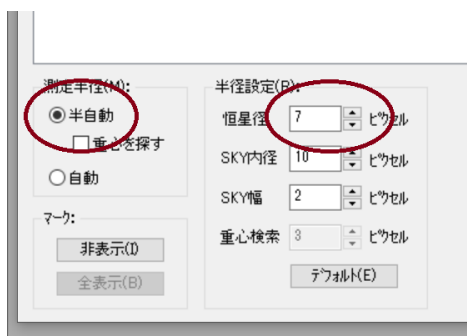 測定半径(M):
半自動
重心を探す
自動
マーク:
非表示(I)
全表示(B)
半径設定(R):
恒星径 7 ピクセル
SKY内径 10 ピクセル
SKY幅 2 ピクセル
重心検索 3 ピクセル
デフォルト(E)